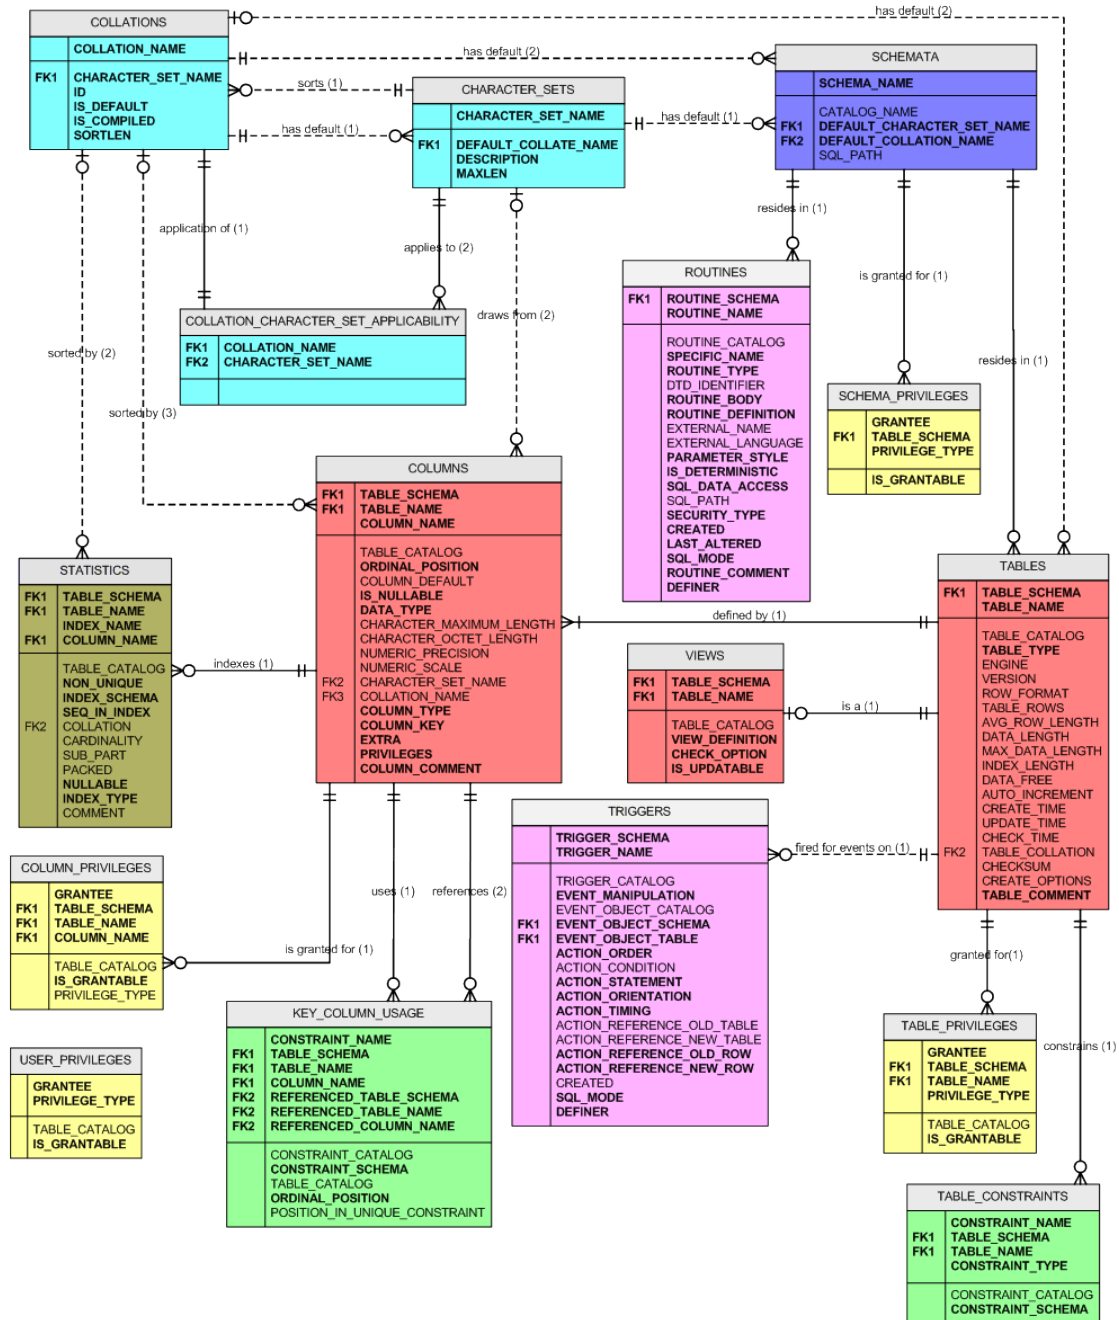 COLLATIONS
COLLATION_NAME
FK1 CHARACTER_SET_NAME
ID
IS_DEFAULT
IS_COMPILED
SORTLEN
has default (2)
has default (2)
sorts (1)
has default (1)
CHARACTER_SETS
CHARACTER_SET_NAME
FK1 DEFAULT_COLLATE_NAME
DESCRIPTION
MAXLEN
has default (1)
SCHEMATA
SCHEMA_NAME
CATALOG_NAME
FK1 DEFAULT_CHARACTER_SET_NAME
FK2 DEFAULT_COLLATION_NAME
SQL_PATH
application of (1)
applies to (2)
resides in (1)
is granted for (1)
draws from (2)
resides in (1)
sorted by (2)
sorted by (3)
COLLATION_CHARACTER_SET_APPLICABILITY
FK1 COLLATION_NAME
FK2 CHARACTER_SET_NAME
ROUTINES
FK1 ROUTINE_SCHEMA
ROUTINE_NAME
ROUTINE_CATALOG
SPECIFIC_NAME
ROUTINE_TYPE
DTD_IDENTIFIER
ROUTINE_BODY
ROUTINE_DEFINITION
EXTERNAL_NAME
EXTERNAL_LANGUAGE
PARAMETER_STYLE
IS_DETERMINISTIC
SQL_DATA_ACCESS
SQL_PATH
SECURITY_TYPE
CREATED
LAST_ALTERED
SQL_MODE
ROUTINE_COMMENT
DEFINER
SCHEMA_PRIVILEGES
GRANTEE
FK1 TABLE_SCHEMA
PRIVILEGE_TYPE
IS_GRANTABLE
COLUMNS
FK1 TABLE_SCHEMA
FK1 TABLE_NAME
COLUMN_NAME
TABLE_CATALOG
ORDINAL_POSITION
COLUMN_DEFAULT
IS_NULLABLE
DATA_TYPE
CHARACTER_MAXIMUM_LENGTH
CHARACTER_OCTET_LENGTH
NUMERIC_PRECISION
NUMERIC_SCALE
FK2 CHARACTER_SET_NAME
FK3 COLLATION_NAME
COLUMN_TYPE
COLUMN_KEY
EXTRA
PRIVILEGES
COLUMN_COMMENT
STATISTICS
FK1 TABLE_SCHEMA
FK1 TABLE_NAME
INDEX_NAME
FK1 COLUMN_NAME
TABLE_CATALOG
NON_UNIQUE
INDEX_SCHEMA
SEQ_IN_INDEX
FK2 COLLATION
CARDINALITY
SUB_PART
PACKED
NULLABLE
INDEX_TYPE
COMMENT
indexes (1)
defined by (1)
TABLES
FK1 TABLE_SCHEMA
TABLE_NAME
TABLE_CATALOG
TABLE_TYPE
ENGINE
VERSION
ROW_FORMAT
TABLE_ROWS
AVG_ROW_LENGTH
DATA_LENGTH
MAX_DATA_LENGTH
INDEX_LENGTH
DATA_FREE
AUTO_INCREMENT
CREATE_TIME
UPDATE_TIME
CHECK_TIME
FK2 TABLE_COLLATION
CHECKSUM
CREATE_OPTIONS
TABLE_COMMENT
VIEWS
FK1 TABLE_SCHEMA
FK1 TABLE_NAME
TABLE_CATALOG
VIEW_DEFINITION
CHECK_OPTION
IS_UPDATABLE
is a (1)
TRIGGERS
TRIGGER_SCHEMA
TRIGGER_NAME
TRIGGER_CATALOG
EVENT_MANIPULATION
EVENT_OBJECT_CATALOG
FK1 EVENT_OBJECT_SCHEMA
FK1 EVENT_OBJECT_TABLE
ACTION_ORDER
ACTION_CONDITION
ACTION_STATEMENT
ACTION_ORIENTATION
ACTION_TIMING
ACTION_REFERENCE_OLD_TABLE
ACTION_REFERENCE_NEW_TABLE
ACTION_REFERENCE_OLD_ROW
ACTION_REFERENCE_NEW_ROW
CREATED
SQL_MODE
DEFINER
fired for events on (1)
COLUMN_PRIVILEGES
GRANTEE
FK1 TABLE_SCHEMA
FK1 TABLE_NAME
FK1 COLUMN_NAME
TABLE_CATALOG
IS_GRANTABLE
PRIVILEGE_TYPE
uses (1)
references (2)
is granted for (1)
granted for(1)
constrains (1)
USER_PRIVILEGES
GRANTEE
PRIVILEGE_TYPE
TABLE_CATALOG
IS_GRANTABLE
KEY_COLUMN_USAGE
CONSTRAINT_NAME
FK1 TABLE_SCHEMA
FK1 TABLE_NAME
FK1 COLUMN_NAME
FK2 REFERENCED_TABLE_SCHEMA
FK2 REFERENCED_TABLE_NAME
FK2 REFERENCED_COLUMN_NAME
CONSTRAINT_CATALOG
CONSTRAINT_SCHEMA
TABLE_CATALOG
ORDINAL_POSITION
POSITION_IN_UNIQUE_CONSTRAINT
TABLE_PRIVILEGES
GRANTEE
FK1 TABLE_SCHEMA
FK1 TABLE_NAME
PRIVILEGE_TYPE
TABLE_CATALOG
IS_GRANTABLE
TABLE_CONSTRAINTS
CONSTRAINT_NAME
FK1 TABLE_SCHEMA
FK1 TABLE_NAME
CONSTRAINT_TYPE
CONSTRAINT_CATALOG
CONSTRAINT_SCHEMA